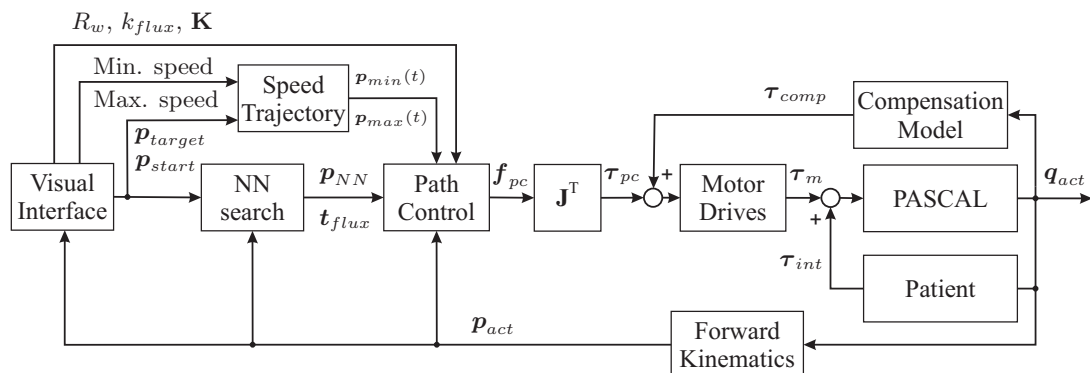 R_w, k_flux, K
Min. speed
Max. speed
Speed
Trajectory
p_min(t)
p_max(t)
p_target
p_start
Visual
Interface
NN
search
p_NN
t_flux
Path
Control
f_pc
J^T
τ_pc
+
τ_comp
Compensation
Model
Motor
Drives
τ_m
+
τ_int
PASCAL
q_act
Patient
p_act
Forward
Kinematics